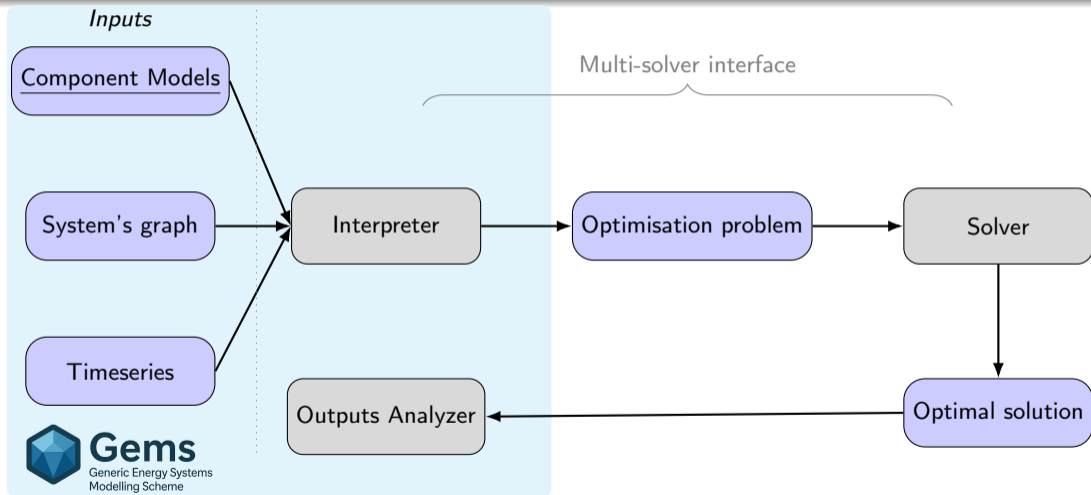 Inputs
Component Models
Multi-solver interface
System's graph
Interpreter
Optimisation problem
Solver
Timeseries
Outputs Analyzer
Optimal solution
Gems
Generic Energy Systems
Modelling Scheme